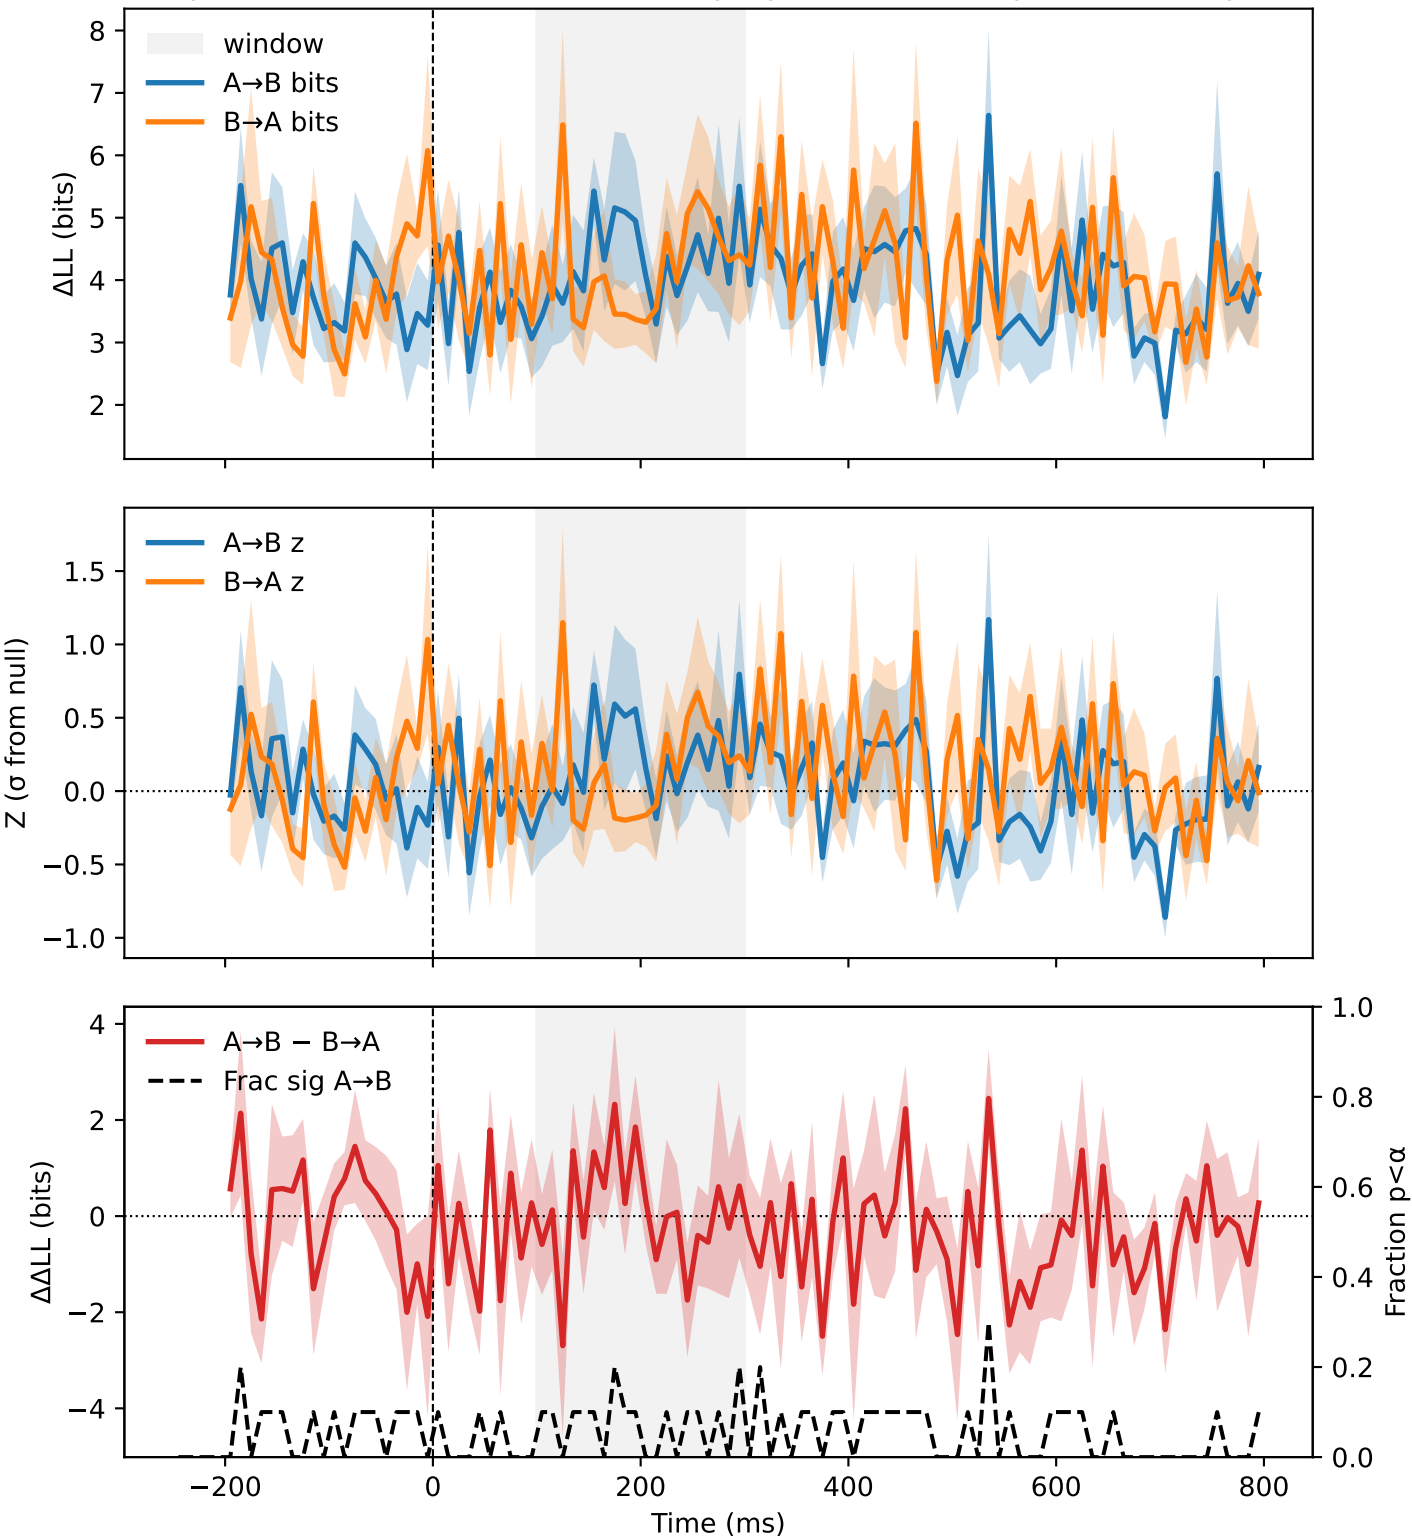 8
7
6
5
4
3
2
ΔLL (bits)
window
A→B bits
B→A bits
1.5
1.0
0.5
0.0
−0.5
−1.0
Z (σ from null)
A→B z
B→A z
4
2
0
−2
−4
ΔΔLL (bits)
A→B − B→A
Frac sig A→B
1.0
0.8
0.6
0.4
0.2
0.0
Fraction p<α
−200
0
200
400
600
800
Time (ms)